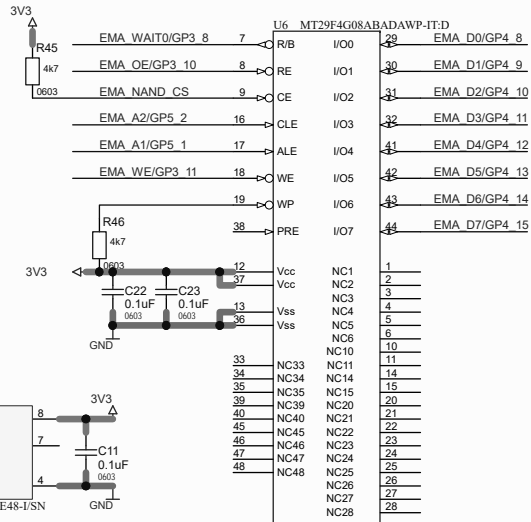 3V3
U6 MT29F4G08ABADAWP-IT:D
R45
4k7
0603
EMA_WAIT0/GP3_8 7 R/B I/O0 29 EMA_D0/GP4_8
EMA_OE/GP3_10 8 RE I/O1 30 EMA_D1/GP4_9
EMA_NAND_CS 9 CE I/O2 31 EMA_D2/GP4_10
EMA_A2/GP5_2 16 CLE I/O3 32 EMA_D3/GP4_11
EMA_A1/GP5_1 17 ALE I/O4 41 EMA_D4/GP4_12
EMA_WE/GP3_11 18 WE I/O5 42 EMA_D5/GP4_13
19 WP I/O6 43 EMA_D6/GP4_14
R46
4k7
0603
38 PRE I/O7 44 EMA_D7/GP4_15
3V3
12 Vcc NC1 1
37 Vcc NC2 2
C22
0.1uF
0603
C23
0.1uF
0603
NC3 3
13 Vss NC4 4
36 Vss NC5 5
GND
NC6 6
NC10 10
33 NC33 NC11 11
34 NC34 NC14 14
35 NC35 NC15 15
39 NC39 NC20 20
40 NC40 NC21 21
45 NC45 NC22 22
46 NC46 NC23 23
47 NC47 NC24 24
48 NC48 NC25 25
NC26 26
NC27 27
NC28 28
3V3
8
7
4
C11
0.1uF
0603
GND
E48-I/SN